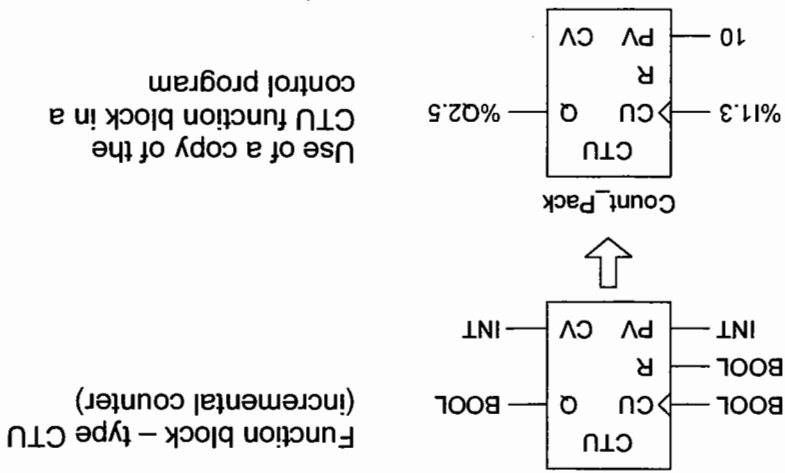 Function block – type CTU
(incremental counter)
CTU
BOOL CU Q BOOL
BOOL R
INT PV CV INT
Count_Pack
CTU
%I1.3 CU Q %Q2.5
R
10 PV CV
Use of a copy of the
CTU function block in a
control program